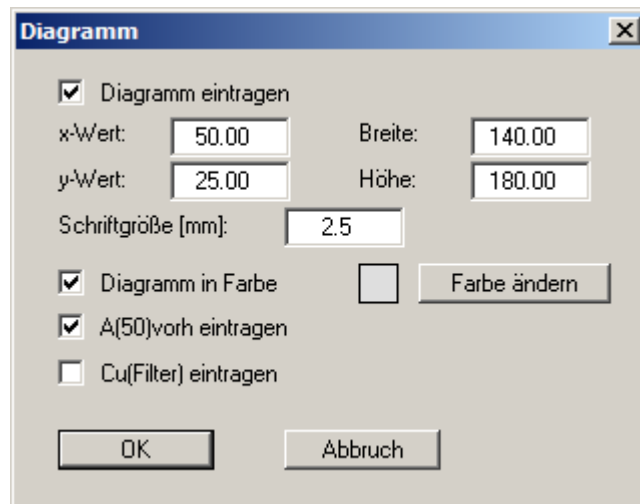 Diagramm
Diagramm eintragen
x-Wert: 50.00 Breite: 140.00
y-Wert: 25.00 Höhe: 180.00
Schriftgröße [mm]: 2.5
Diagramm in Farbe Farbe ändern
A(50)vorh eintragen
Cu(Filter) eintragen
OK Abbruch